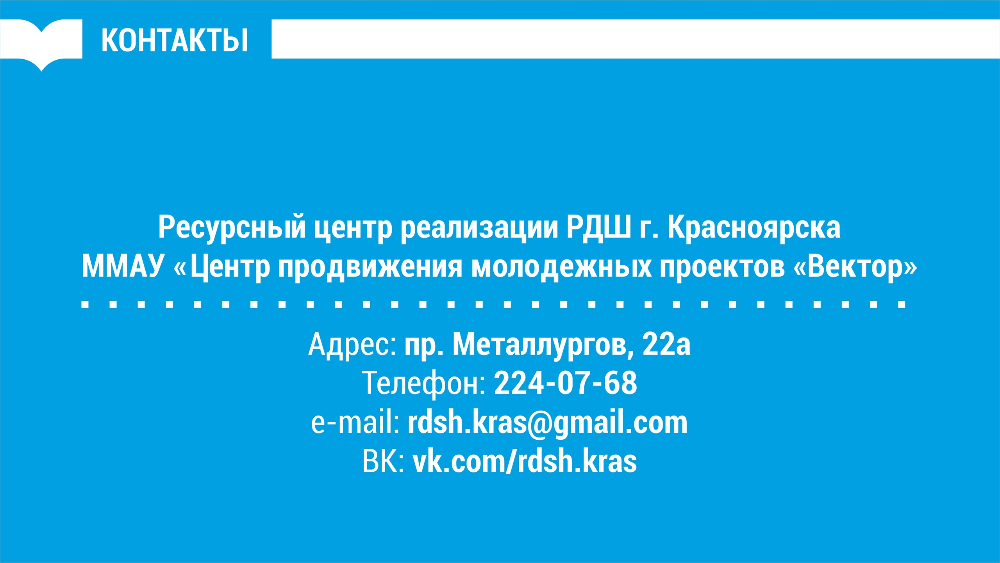 КОНТАКТЫ
Ресурсный центр реализации РДШ г. Красноярска
ММАУ «Центр продвижения молодежных проектов «Вектор»
Адрес: пр. Металлургов, 22а
Телефон: 224-07-68
e-mail: rdsh.kras@gmail.com
ВК: vk.com/rdsh.kras